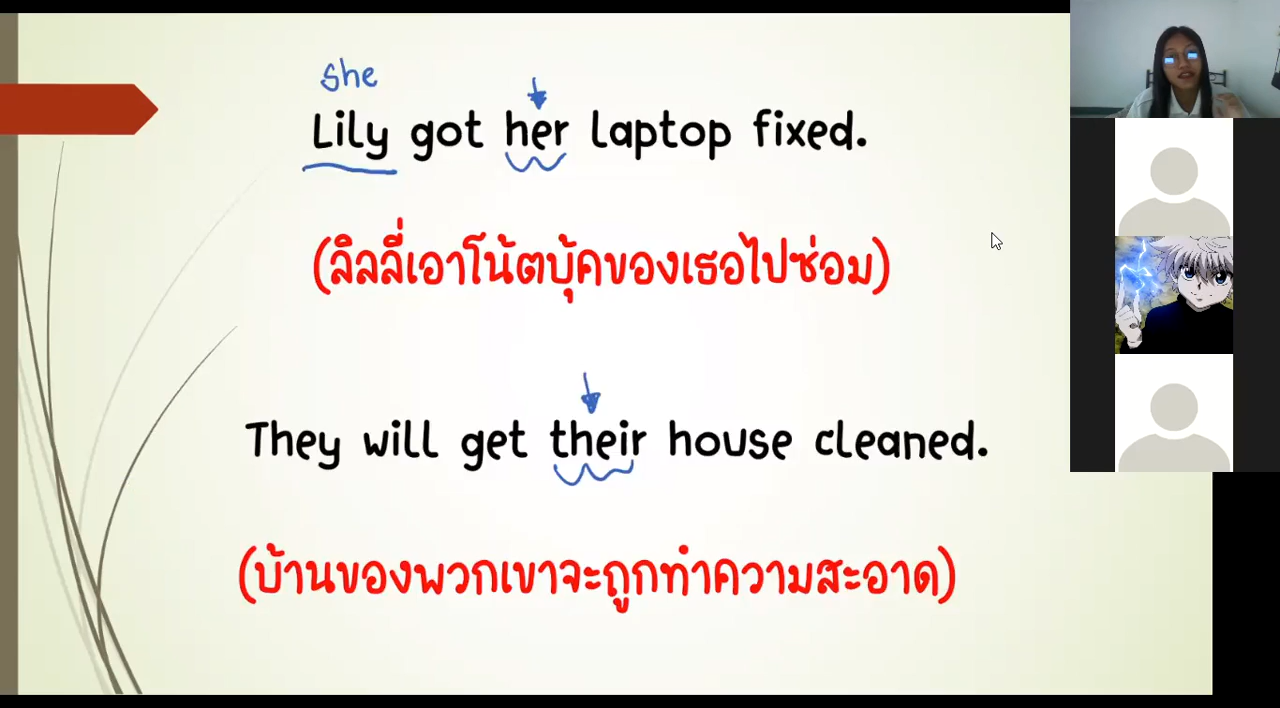 she
Lily got her laptop fixed.
(ลิลลี่เอาโน้ตบุ้คของเธอไปซ่อม)
They will get their house cleaned.
(บ้านของพวกเขาจะถูกทำความสะอาด)